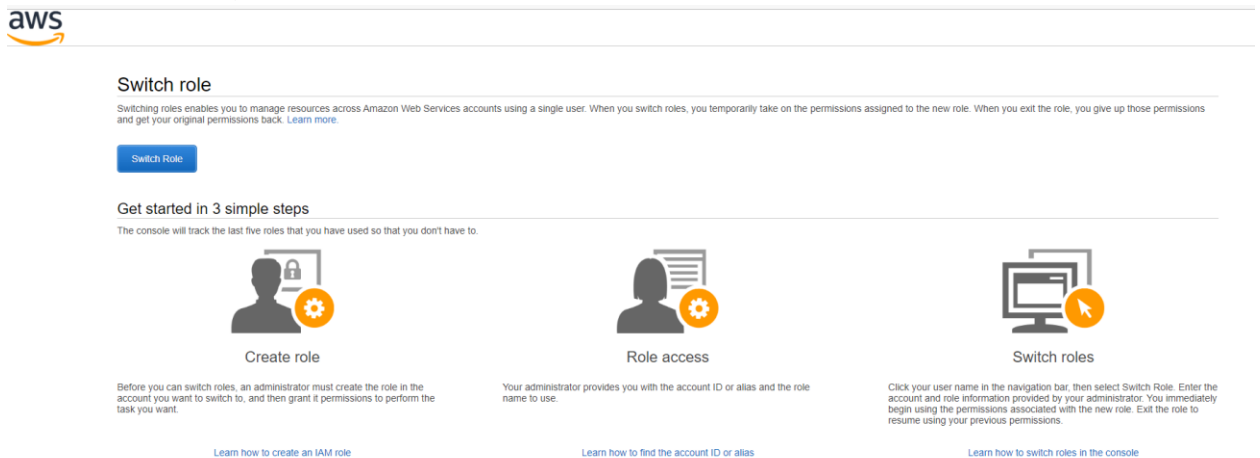 aws
Switch role
Switching roles enables you to manage resources across Amazon Web Services accounts using a single user. When you switch roles, you temporarily take on the permissions assigned to the new role. When you exit the role, you give up those permissions
and get your original permissions back. Learn more.
Switch Role
Get started in 3 simple steps
The console will track the last five roles that you have used so that you don't have to.
Create role
Before you can switch roles, an administrator must create the role in the
account you want to switch to, and then grant it permissions to perform the
task you want.
Learn how to create an IAM role
Role access
Your administrator provides you with the account ID or alias and the role
name to use.
Learn how to find the account ID or alias
Switch roles
Click your user name in the navigation bar, then select Switch Role. Enter the
account and role information provided by your administrator. You immediately
begin using the permissions associated with the new role. Exit the role to
resume using your previous permissions.
Learn how to switch roles in the console